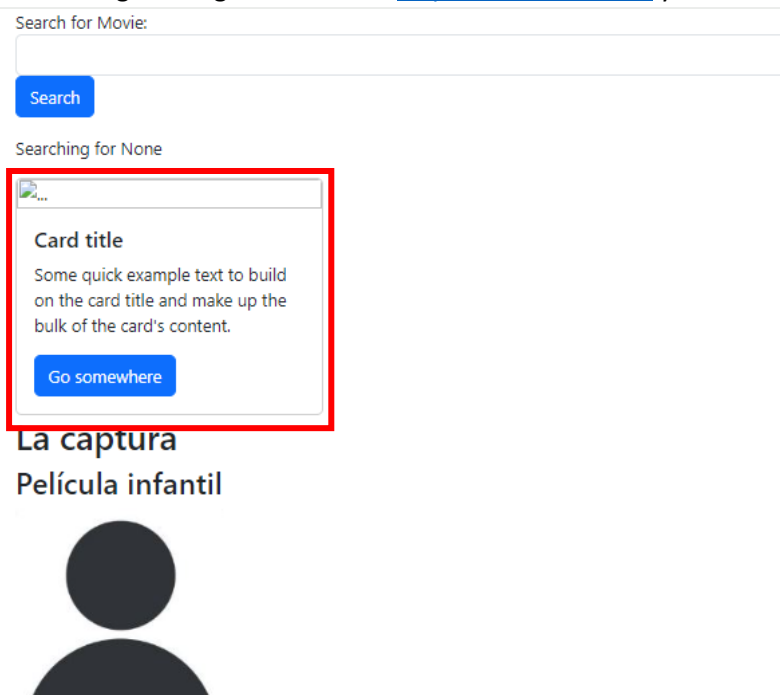 Search for Movie:
Search
Searching for None
...
Card title
Some quick example text to build
on the card title and make up the
bulk of the card's content.
Go somewhere
La captura
Película infantil